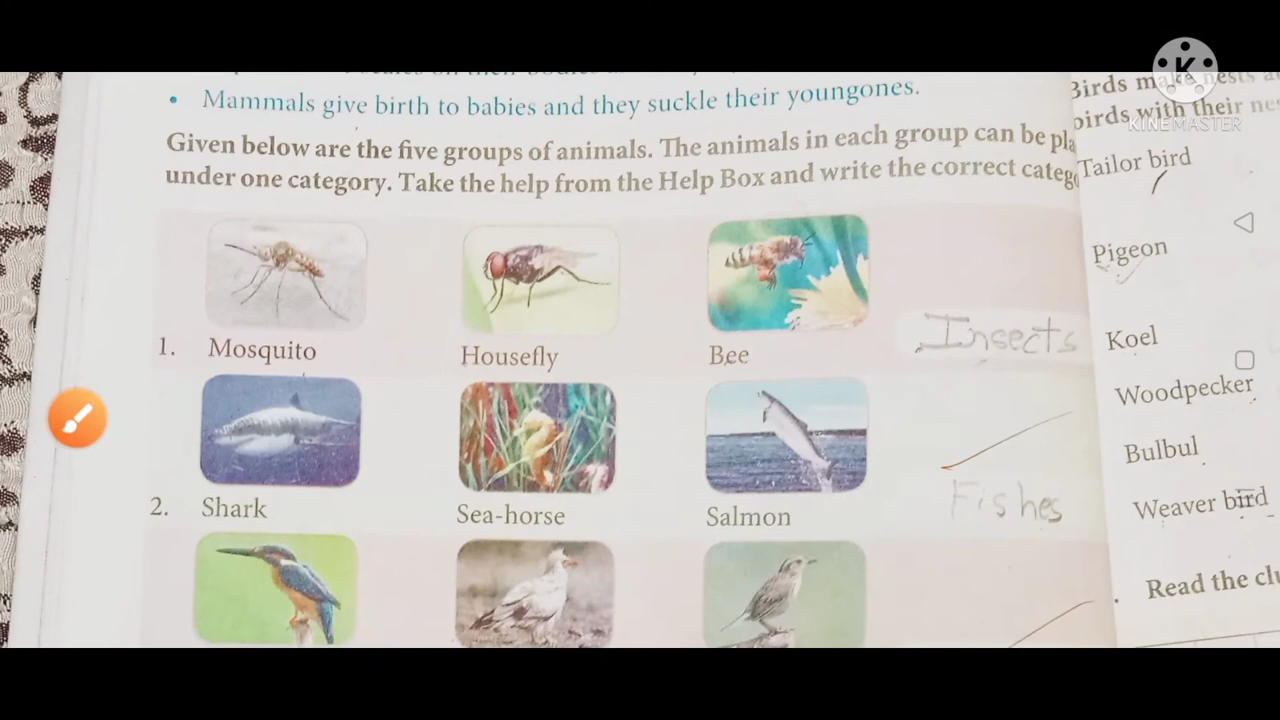 • Mammals give birth to babies and they suckle their youngones.
Given below are the five groups of animals. The animals in each group can be pla
under one category. Take the help from the Help Box and write the correct categ
1. Mosquito Housefly Bee Insects
2. Shark Sea-horse Salmon Fishes
Birds make nests
birds with their
Tailor bird
Pigeon
Koel
Woodpecker
Bulbul
Weaver bird
Read the
K
KINEMASTER